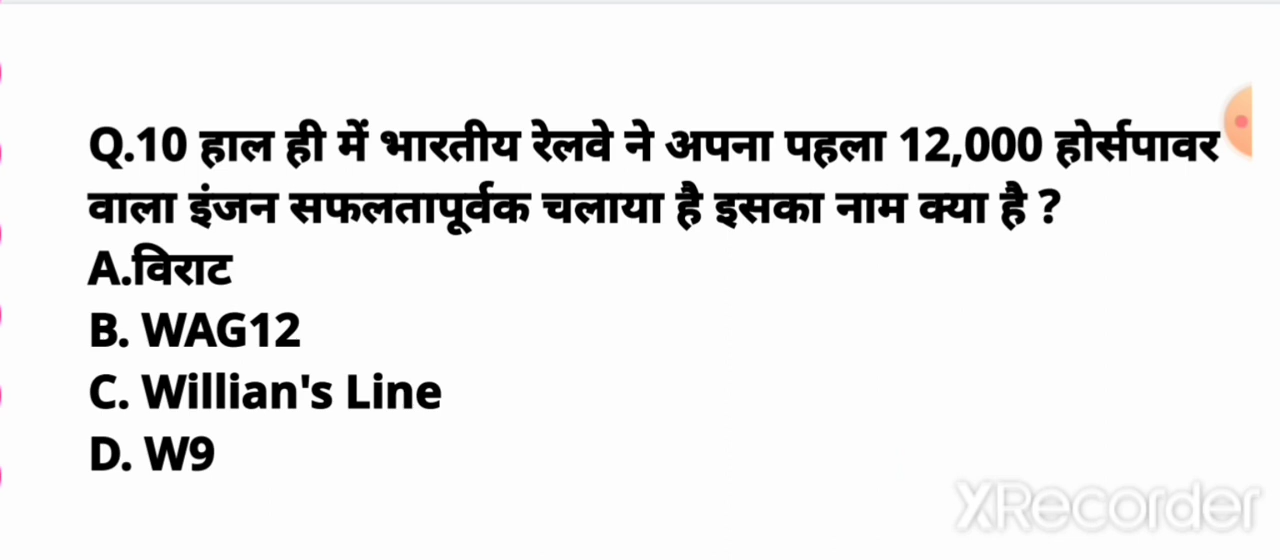 Q.10 हाल ही में भारतीय रेलवे ने अपना पहला 12,000 होर्सपावर
वाला इंजन सफलतापूर्वक चलाया है इसका नाम क्या है ?
A.विराट
B. WAG12
C. Willian's Line
D. W9
XRecorder